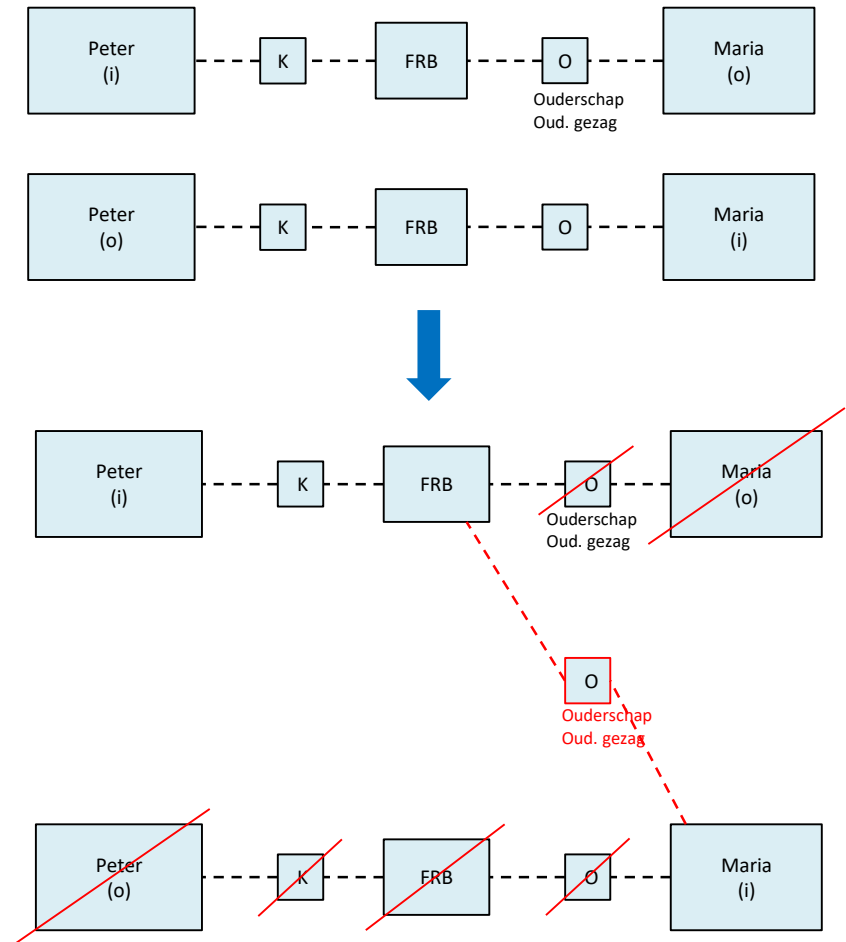 Peter
(i)
K
FRB
O
Maria
(o)
Ouderschap
Oud. gezag
Peter
(o)
K
FRB
O
Maria
(i)
Peter
(i)
K
FRB
O
Maria
(o)
Ouderschap
Oud. gezag
O
Ouderschap
Oud. gezag
Peter
(o)
K
FRB
O
Maria
(i)